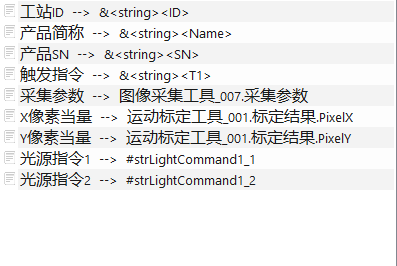 工站ID --> &<string><ID>
产品简称 --> &<string><Name>
产品SN --> &<string><SN>
触发指令 --> &<string><T1>
采集参数 --> 图像采集工具_007.采集参数
X像素当量 --> 运动标定工具_001.标定结果.PixelX
Y像素当量 --> 运动标定工具_001.标定结果.PixelY
光源指令1 --> #strLightCommand1_1
光源指令2 --> #strLightCommand1_2